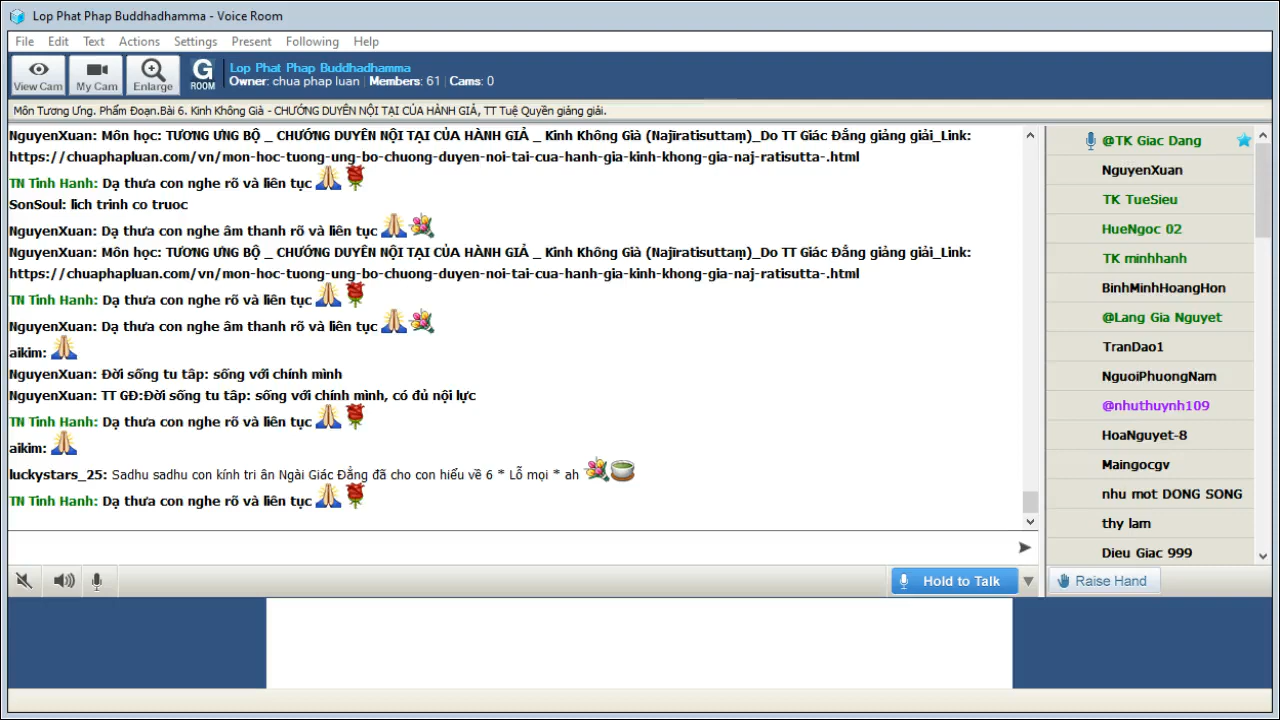 Lop Phat Phap Buddhadhamma - Voice Room
File Edit Text Actions Settings Present Following Help
View Cam My Cam Enlarge G ROOM
Lop Phat Phap Buddhadhamma
Owner: chua phap luan | Members: 61 | Cams: 0
Môn Tương Ưng. Phẩm Đoạn.Bài 6. Kinh Không Già - CHƯỚNG DUYÊN NỘI TẠI CỦA HÀNH GIẢ, TT Tuệ Quyền giảng giải.
NguyenXuan: Môn học: TƯƠNG ƯNG BỘ _ CHƯỚNG DUYÊN NỘI TẠI CỦA HÀNH GIẢ _ Kinh Không Già (Najīratisuttaṃ)_Do TT Giác Đẳng giảng giải_Link:
https://chuaphapluan.com/vn/mon-hoc-tuong-ung-bo-chuong-duyen-noi-tai-cua-hanh-gia-kinh-khong-gia-naj-ratisutta-.html
TN Tinh Hanh: Dạ thưa con nghe rõ và liên tục
SonSoul: lich trinh co truoc
NguyenXuan: Dạ thưa con nghe âm thanh rõ và liên tục
NguyenXuan: Môn học: TƯƠNG ƯNG BỘ _ CHƯỚNG DUYÊN NỘI TẠI CỦA HÀNH GIẢ _ Kinh Không Già (Najīratisuttaṃ)_Do TT Giác Đẳng giảng giải_Link:
https://chuaphapluan.com/vn/mon-hoc-tuong-ung-bo-chuong-duyen-noi-tai-cua-hanh-gia-kinh-khong-gia-naj-ratisutta-.html
TN Tinh Hanh: Dạ thưa con nghe rõ và liên tục
NguyenXuan: Dạ thưa con nghe âm thanh rõ và liên tục
aikim:
NguyenXuan: Đời sống tu tâp: sống với chính mình
NguyenXuan: TT GĐ:Đời sống tu tâp: sống với chính mình, có đủ nội lực
TN Tinh Hanh: Dạ thưa con nghe rõ và liên tục
aikim:
luckystars_25: Sadhu sadhu con kính tri ân Ngài Giác Đẳng đã cho con hiểu về 6 * Lỗ mọi * ah
TN Tinh Hanh: Dạ thưa con nghe rõ và liên tục
Hold to Talk
@TK Giac Dang
NguyenXuan
TK TueSieu
HueNgoc 02
TK minhhanh
BinhMinhHoangHon
@Lang Gia Nguyet
TranDao1
NguoiPhuongNam
@nhuthuynh109
HoaNguyet-8
Maingocgv
nhu mot DONG SONG
thy lam
Dieu Giac 999
Raise Hand